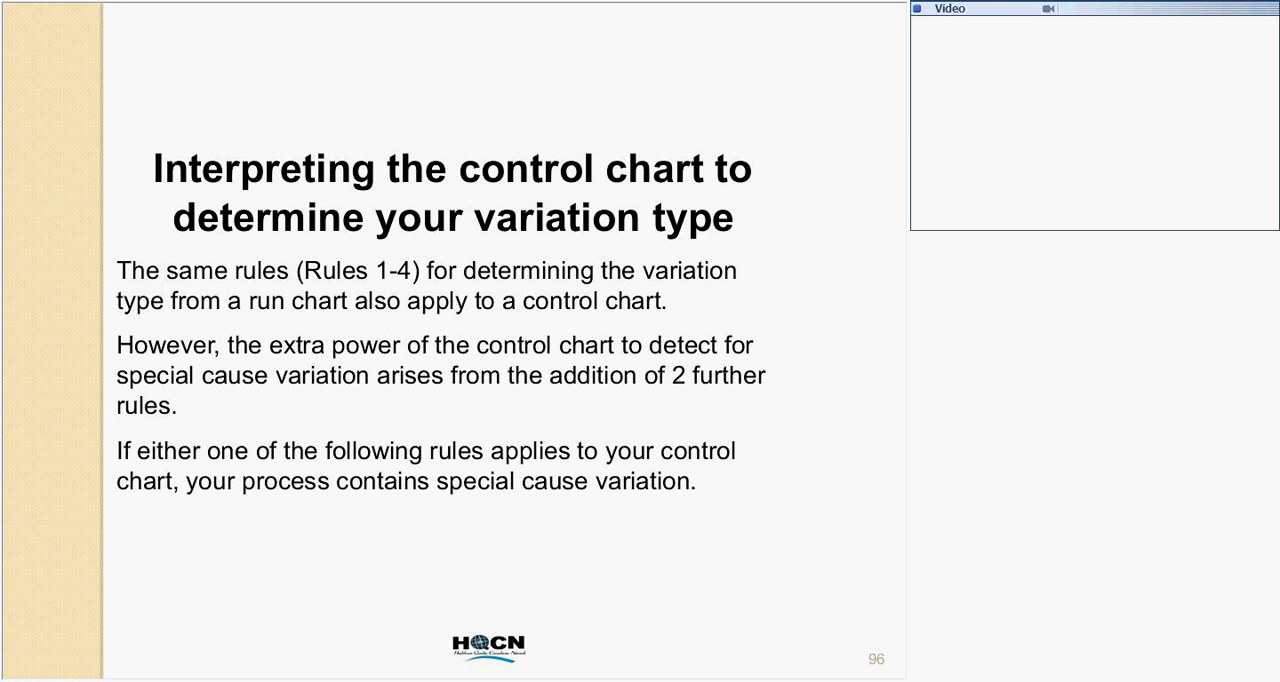 Video
Interpreting the control chart to
determine your variation type
The same rules (Rules 1-4) for determining the variation
type from a run chart also apply to a control chart.
However, the extra power of the control chart to detect for
special cause variation arises from the addition of 2 further
rules.
If either one of the following rules applies to your control
chart, your process contains special cause variation.
HQCN
96